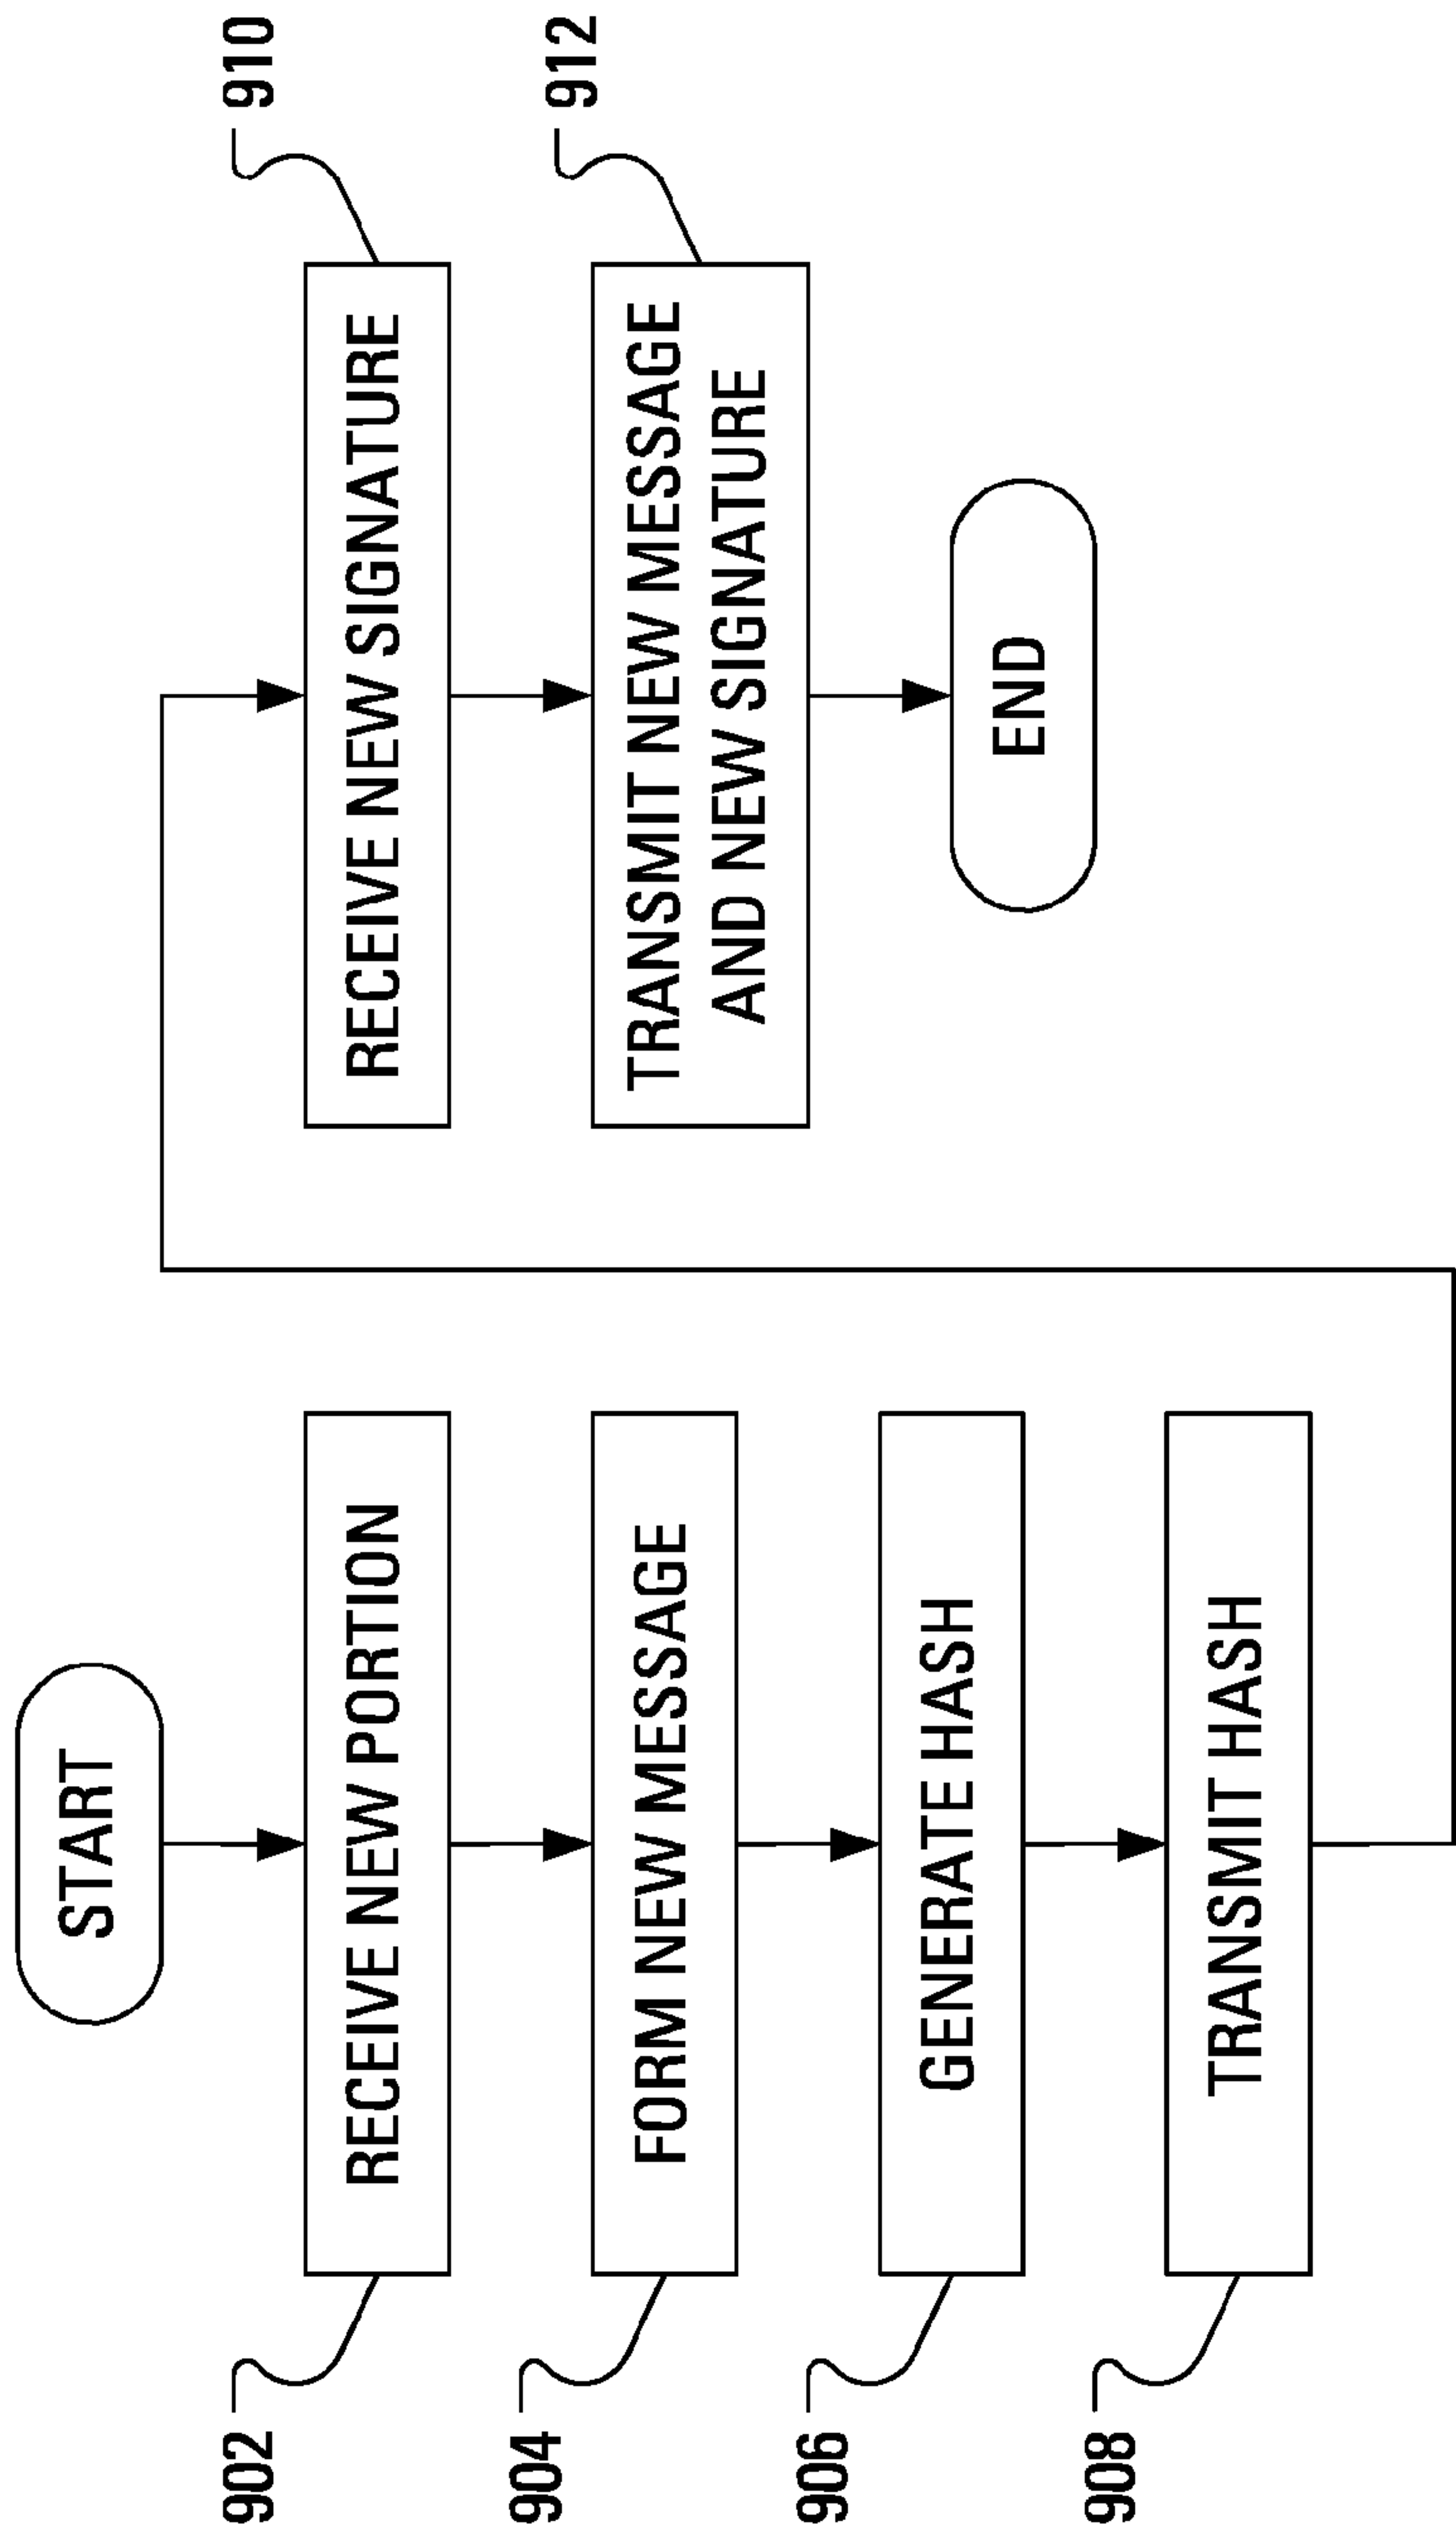 START
902
RECEIVE NEW PORTION
904
FORM NEW MESSAGE
906
GENERATE HASH
908
TRANSMIT HASH
RECEIVE NEW SIGNATURE
910
TRANSMIT NEW MESSAGE
AND NEW SIGNATURE
912
END